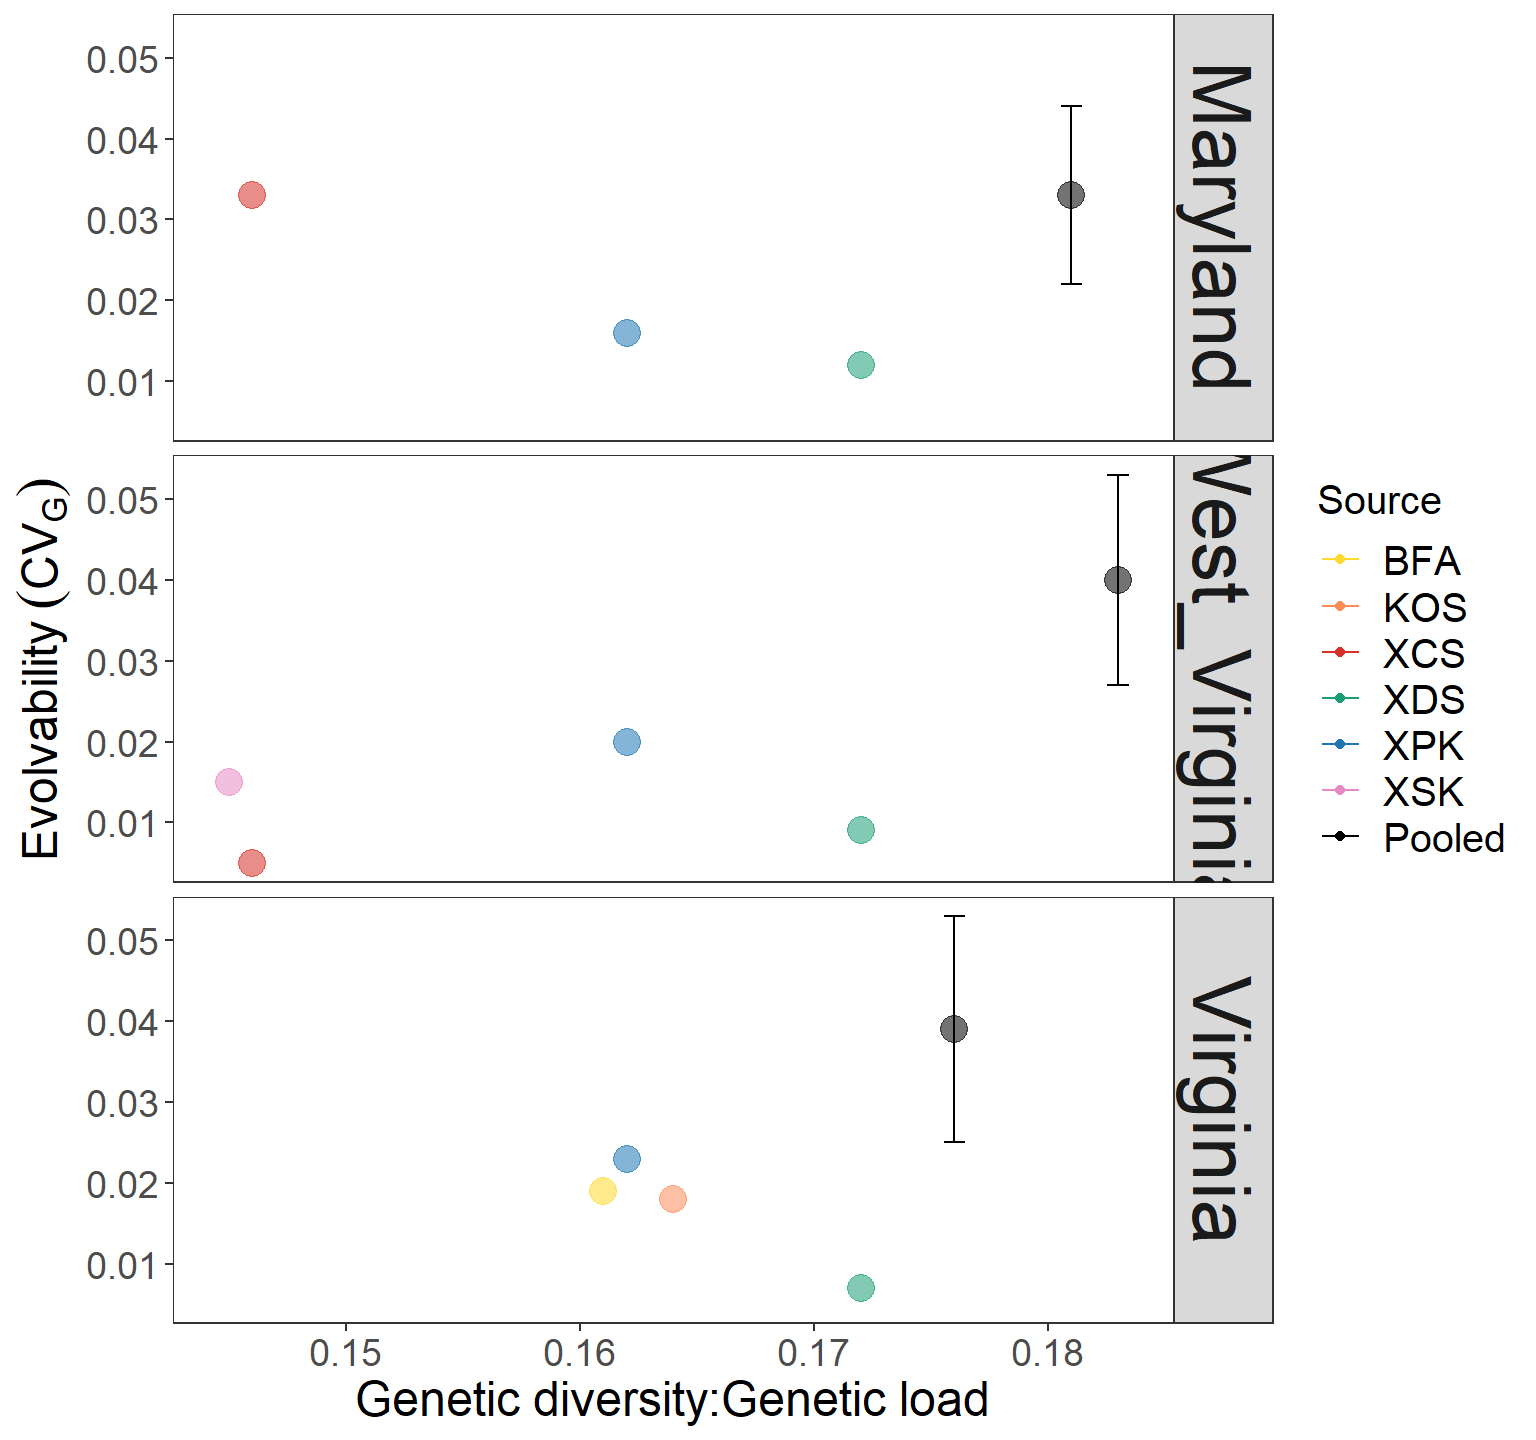 0.05
0.04
0.03
0.02
0.01
Maryland
Evolvability (CV_G)
0.05
0.04
0.03
0.02
0.01
West_Virginia
0.05
0.04
0.03
0.02
0.01
Virginia
0.15 0.16 0.17 0.18
Genetic diversity:Genetic load
Source
BFA
KOS
XCS
XDS
XPK
XSK
Pooled